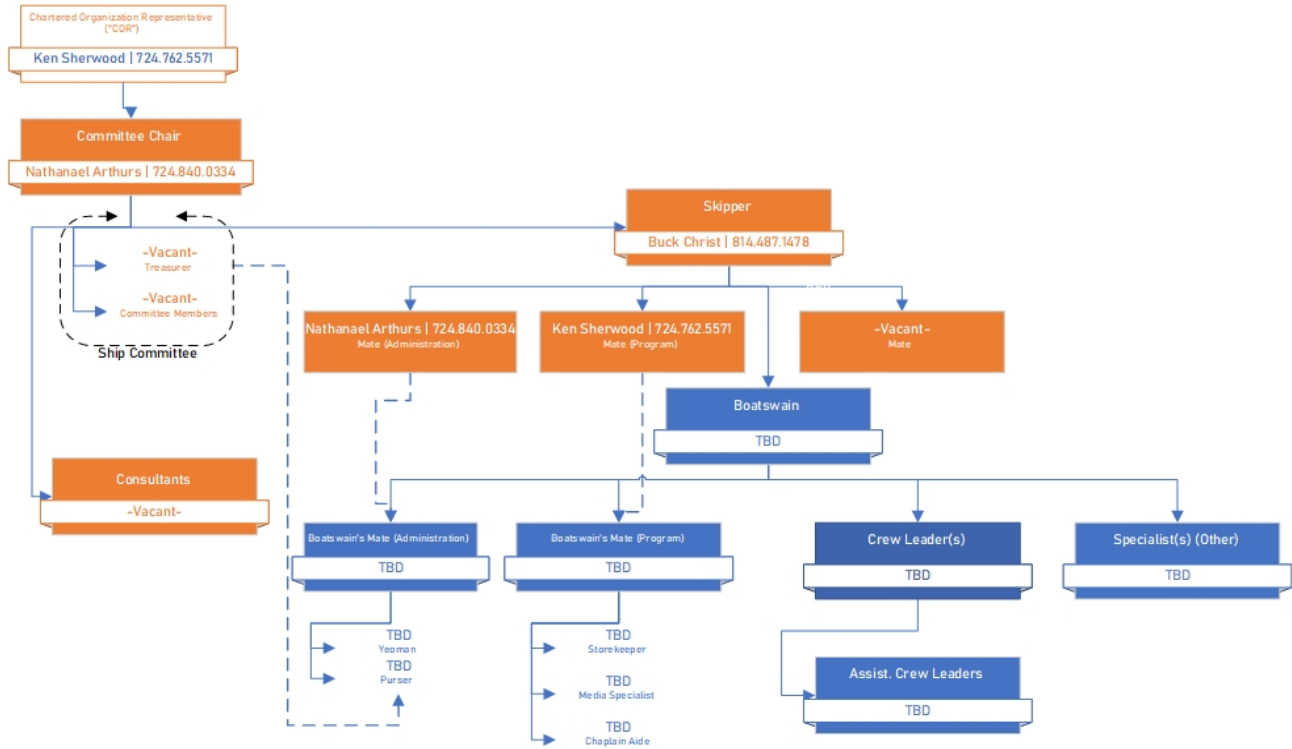 Chartered Organization Representative
("COR")
Ken Sherwood | 724.762.5571
Committee Chair
Nathanael Arthurs | 724.840.0334
-Vacant-
Treasurer
-Vacant-
Committee Members
Ship Committee
Consultants
-Vacant-
Skipper
Buck Christ | 814.487.1478
Nathanael Arthurs | 724.840.0334
Mate (Administration)
Ken Sherwood | 724.762.5571
Mate (Program)
-Vacant-
Mate
Boatswain
TBD
Boatswain's Mate (Administration)
TBD
TBD
Yeoman
TBD
Purser
Boatswain's Mate (Program)
TBD
TBD
Storekeeper
TBD
Media Specialist
TBD
Chaplain Aide
Crew Leader(s)
TBD
Assist. Crew Leaders
TBD
Specialist(s) (Other)
TBD